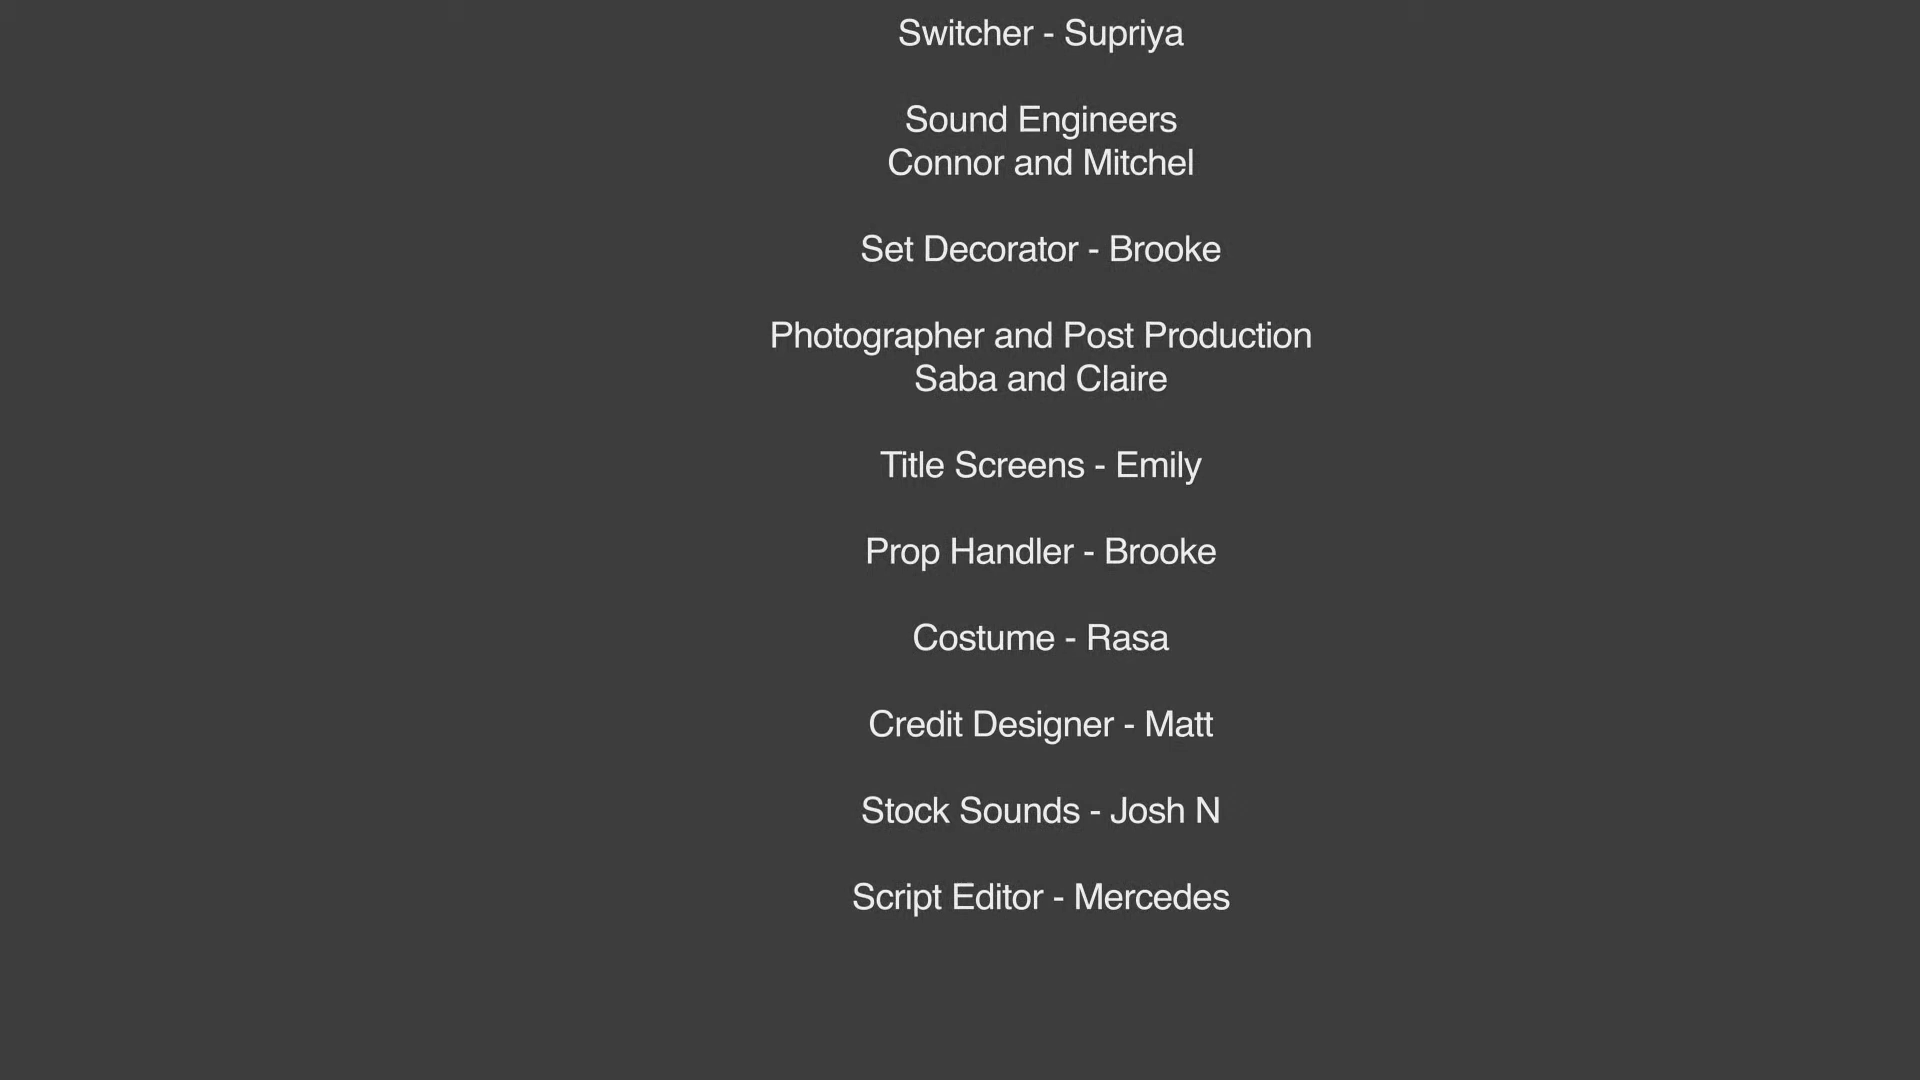 Switcher - Supriya
Sound Engineers
Connor and Mitchel
Set Decorator - Brooke
Photographer and Post Production
Saba and Claire
Title Screens - Emily
Prop Handler - Brooke
Costume - Rasa
Credit Designer - Matt
Stock Sounds - Josh N
Script Editor - Mercedes